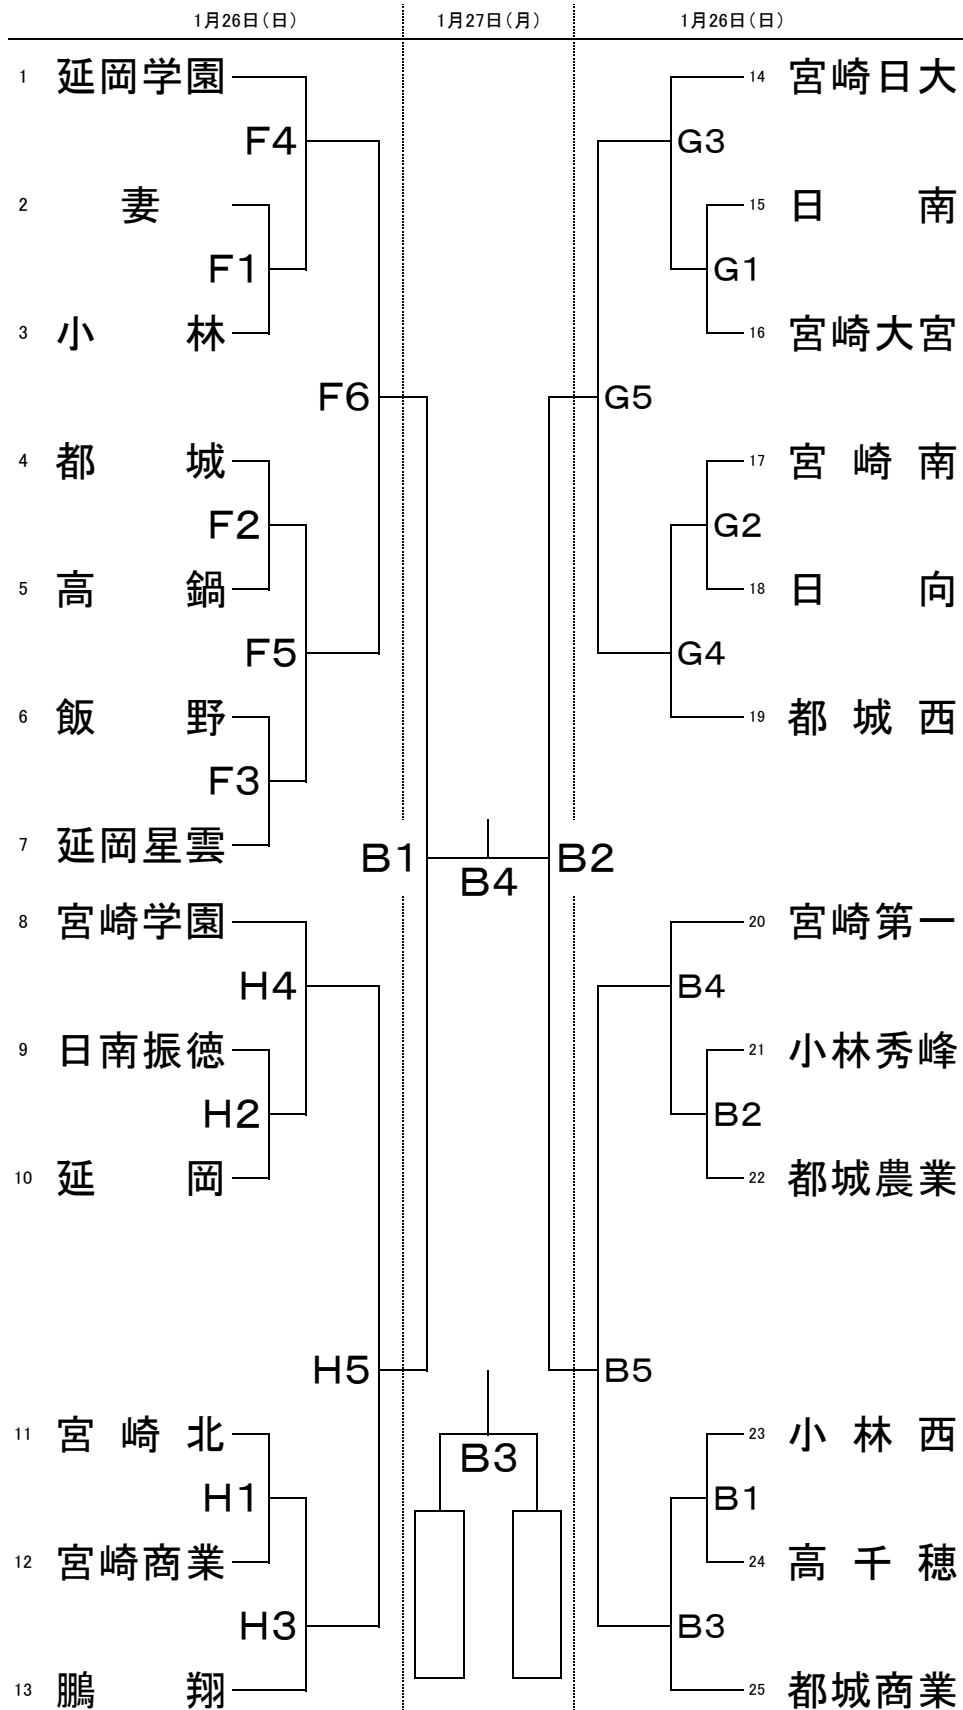 1月26日(日) 1月27日(月) 1月26日(日)
1 延岡学園 14 宮崎日大
F4 G3
2 妻 15 日南
F1 G1
3 小林 16 宮崎大宮
F6 G5
4 都城 17 宮崎南
F2 G2
5 高鍋 18 日向
F5 G4
6 飯野 19 都城西
F3
7 延岡星雲
B1 B4 B2
8 宮崎学園 20 宮崎第一
H4 B4
9 日南振徳 21 小林秀峰
H2 B2
10 延岡 22 都城農業
H5 B5
11 宮崎北 23 小林西
B3
H1 B1
12 宮崎商業 24 高千穂
H3 B3
13 鵬翔 25 都城商業